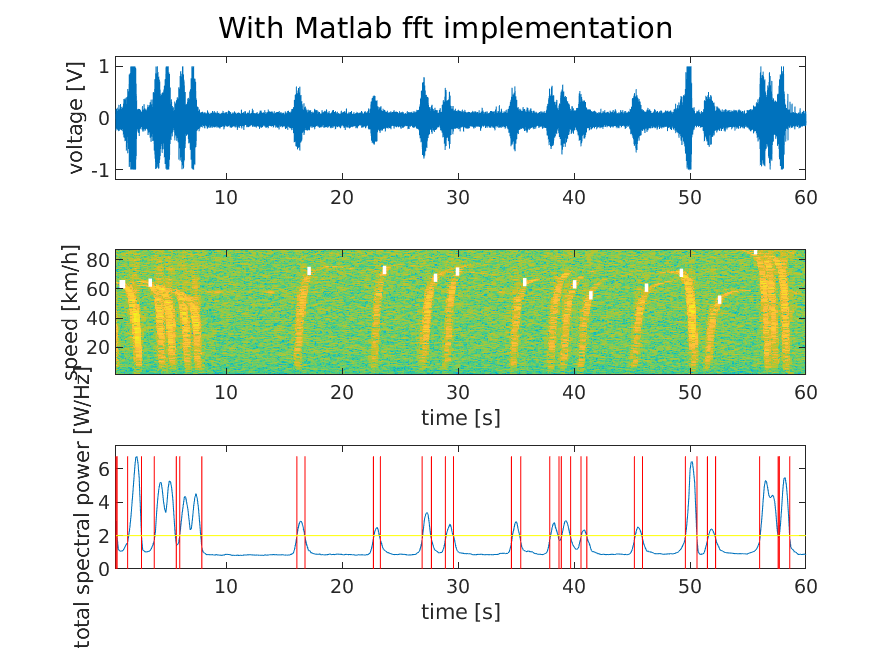 With Matlab fft implementation
voltage [V]
1
0
-1
10 20 30 40 50 60
speed [km/h]
80
60
40
20
10 20 30 40 50 60
time [s]
total spectral power [W/Hz]
6
4
2
0
10 20 30 40 50 60
time [s]